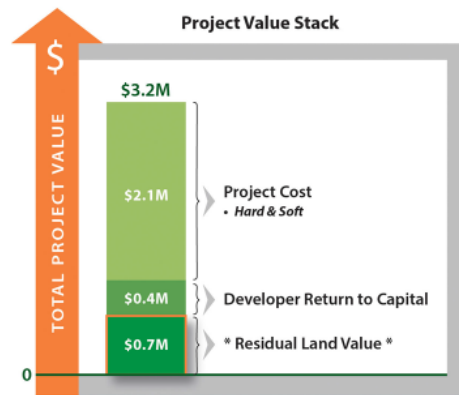 Project Value Stack
$
TOTAL PROJECT VALUE
$3.2M
$2.1M
Project Cost
• Hard & Soft
$0.4M
Developer Return to Capital
$0.7M
* Residual Land Value *
0